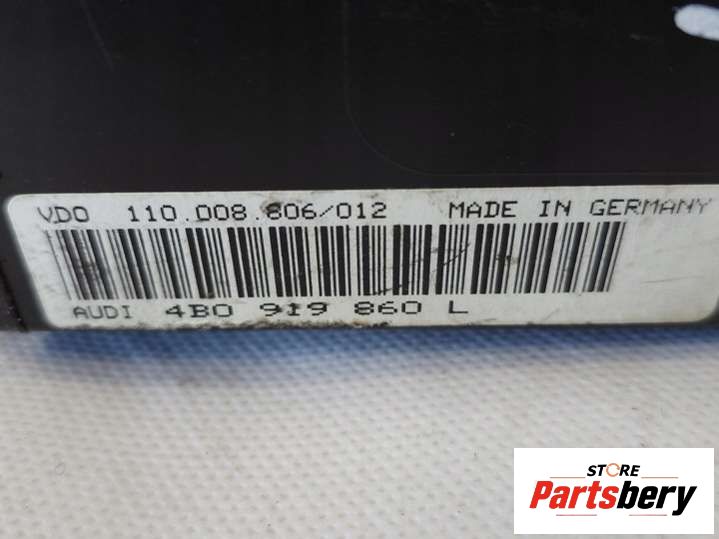 VDO 110.008.806/012 MADE IN GERMANY
AUDI 4B0 919 860 L
STORE
Partsbery